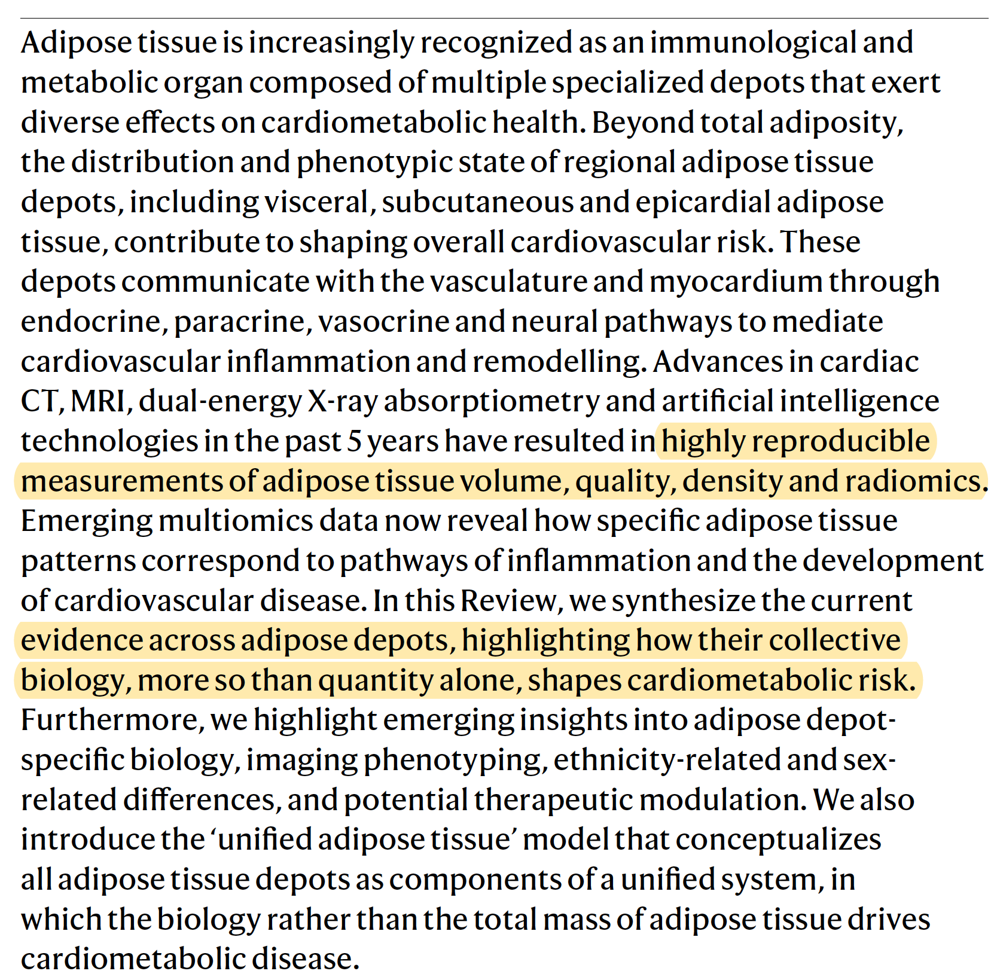 Adipose tissue is increasingly recognized as an immunological and
metabolic organ composed of multiple specialized depots that exert
diverse effects on cardiometabolic health. Beyond total adiposity,
the distribution and phenotypic state of regional adipose tissue
depots, including visceral, subcutaneous and epicardial adipose
tissue, contribute to shaping overall cardiovascular risk. These
depots communicate with the vasculature and myocardium through
endocrine, paracrine, vasocrine and neural pathways to mediate
cardiovascular inflammation and remodelling. Advances in cardiac
CT, MRI, dual-energy X-ray absorptiometry and artificial intelligence
technologies in the past 5 years have resulted in highly reproducible
measurements of adipose tissue volume, quality, density and radiomics.
Emerging multiomics data now reveal how specific adipose tissue
patterns correspond to pathways of inflammation and the development
of cardiovascular disease. In this Review, we synthesize the current
evidence across adipose depots, highlighting how their collective
biology, more so than quantity alone, shapes cardiometabolic risk.
Furthermore, we highlight emerging insights into adipose depot-
specific biology, imaging phenotyping, ethnicity-related and sex-
related differences, and potential therapeutic modulation. We also
introduce the ‘unified adipose tissue’ model that conceptualizes
all adipose tissue depots as components of a unified system, in
which the biology rather than the total mass of adipose tissue drives
cardiometabolic disease.